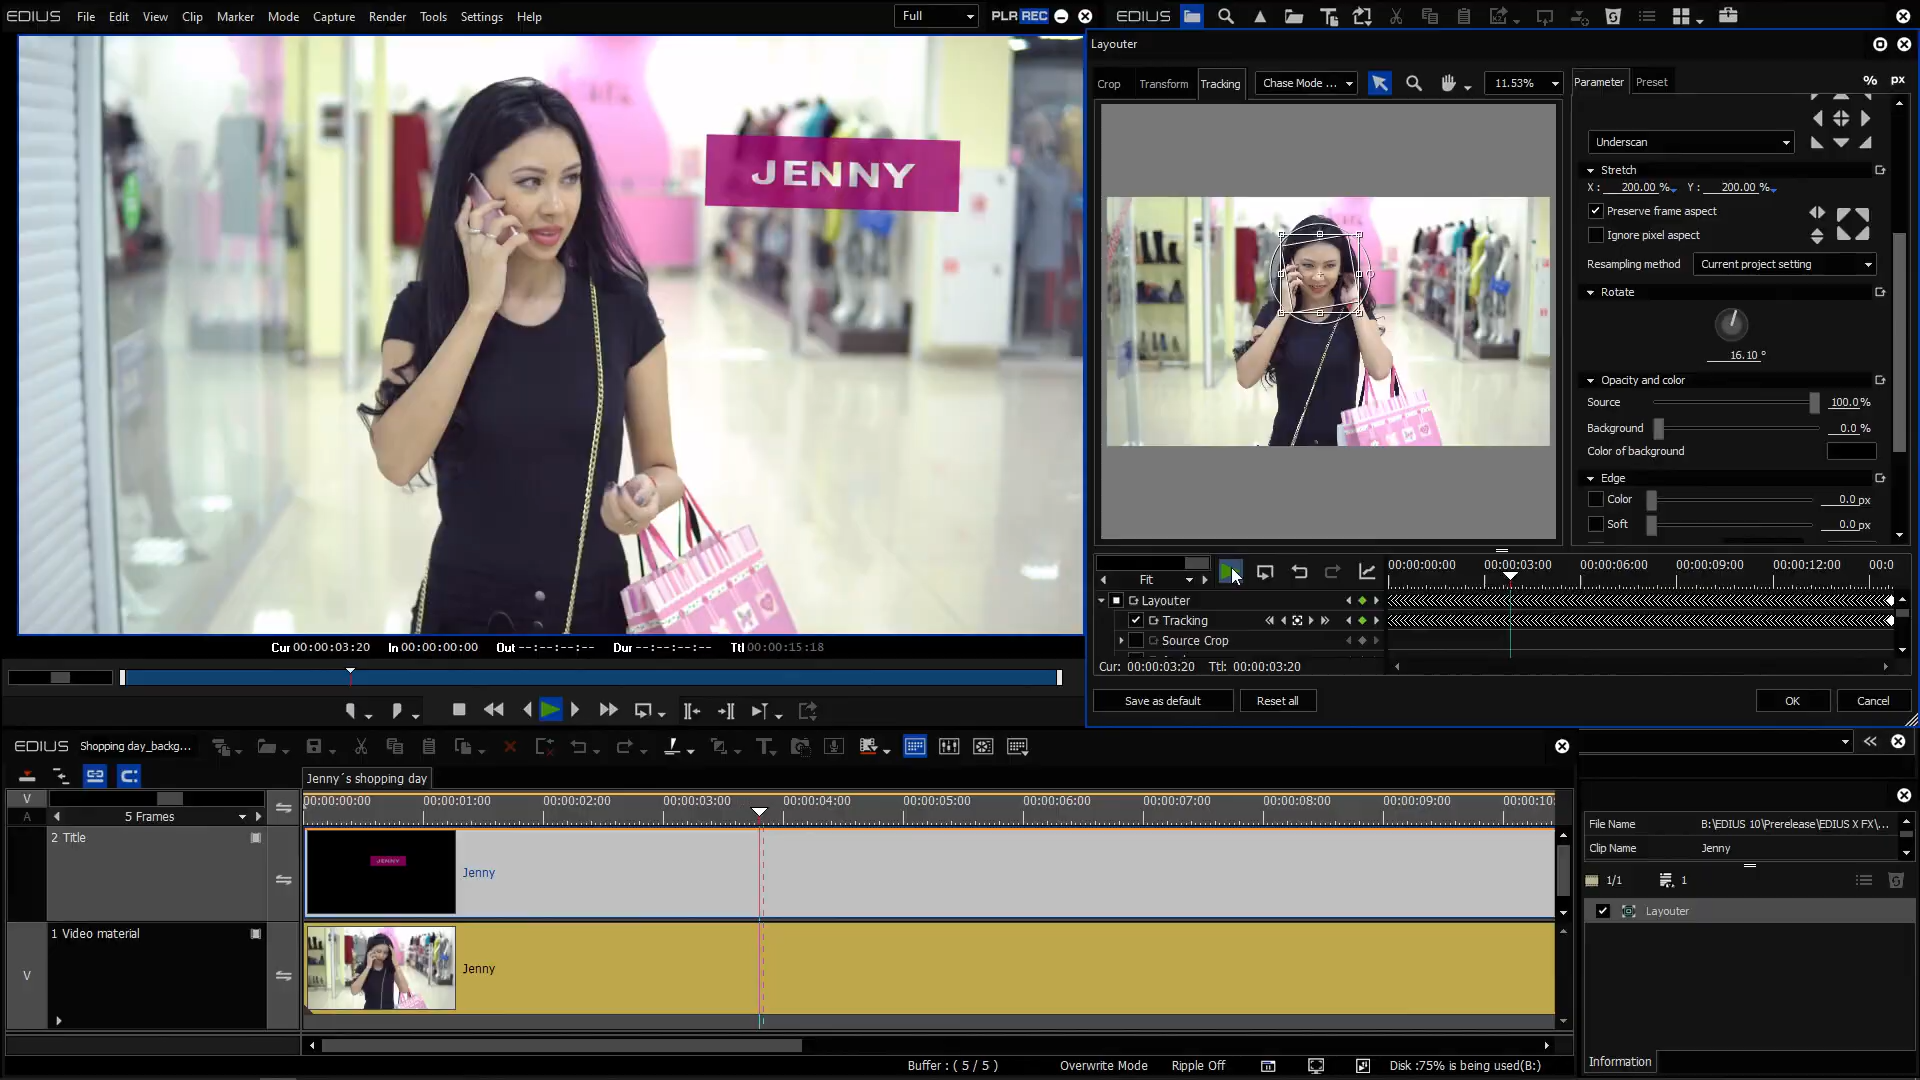 EDIUS File Edit View Clip Marker Mode Capture Render Tools Settings Help Full PLR REC EDIUS
JENNY
Cur 00:00:03:20 In 00:00:00:00 Out --:--:--:-- Dur --:--:--:-- Ttl 00:00:15:18
Layouter
Crop Transform Tracking Chase Mode ... 11.53%
Parameter Preset % px
Underscan
Stretch
X : 200.00 % Y : 200.00 %
Preserve frame aspect
Ignore pixel aspect
Resampling method Current project setting
Rotate
16.10 °
Opacity and color
Source 100.0 %
Background 0.0 %
Color of background
Edge
Color 0.0 px
Soft 0.0 px
Fit
00:00:00:00 00:00:03:00 00:00:06:00 00:00:09:00 00:00:12:00 00:0
Layouter
Tracking
Source Crop
Cur: 00:00:03:20 Ttl: 00:00:03:20
Save as default Reset all OK Cancel
EDIUS Shopping day_backg...
Jenny´s shopping day
V
A
5 Frames
00:00:00:00 00:00:01:00 00:00:02:00 00:00:03:00 00:00:04:00 00:00:05:00 00:00:06:00 00:00:07:00 00:00:08:00 00:00:09:00 00:00:10:
2 Title
JENNY
Jenny
1 Video material
V
Jenny
File Name B:\EDIUS 10\Prerelease\EDIUS X FX\...
Clip Name Jenny
1/1 1
Layouter
Information
Buffer : ( 5 / 5 ) Overwrite Mode Ripple Off Disk :75% is being used(B:)